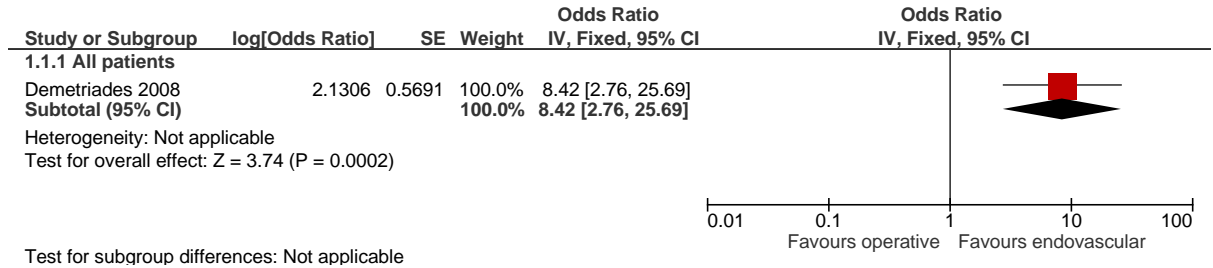 Odds Ratio Odds Ratio
Study or Subgroup log[Odds Ratio] SE Weight IV, Fixed, 95% CI IV, Fixed, 95% CI
1.1.1 All patients
Demetriades 2008 2.1306 0.5691 100.0% 8.42 [2.76, 25.69]
Subtotal (95% CI) 100.0% 8.42 [2.76, 25.69]
Heterogeneity: Not applicable
Test for overall effect: Z = 3.74 (P = 0.0002)
0.01 0.1 1 10 100
Favours operative Favours endovascular
Test for subgroup differences: Not applicable